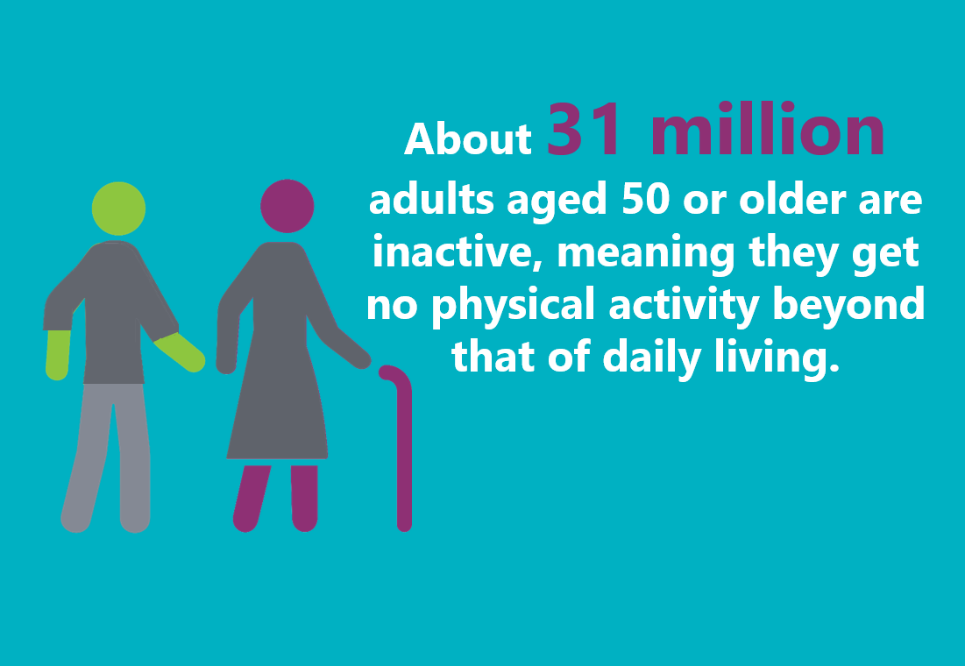 About 31 million
adults aged 50 or older are
inactive, meaning they get
no physical activity beyond
that of daily living.